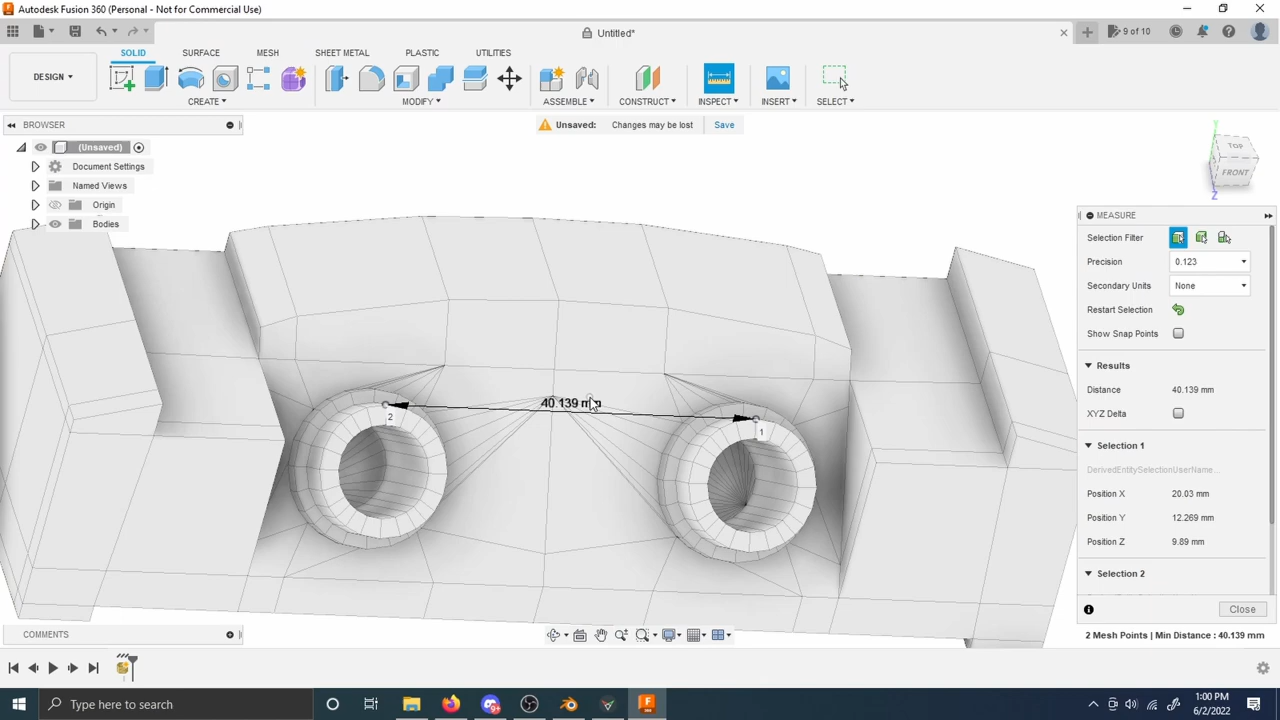 Autodesk Fusion 360 (Personal - Not for Commercial Use)
Untitled*
9 of 10
DESIGN
SOLID
SURFACE
MESH
SHEET METAL
PLASTIC
UTILITIES
CREATE
MODIFY
ASSEMBLE
CONSTRUCT
INSPECT
INSERT
SELECT
BROWSER
Unsaved: Changes may be lost Save
(Unsaved)
Document Settings
Named Views
Origin
Bodies
TOP
FRONT
Y
Z
MEASURE
Selection Filter
Precision 0.123
Secondary Units None
Restart Selection
Show Snap Points
Results
Distance 40.139 mm
XYZ Delta
Selection 1
DerivedEntitySelectionUserName...
Position X 20.03 mm
Position Y 12.269 mm
Position Z 9.89 mm
Selection 2
Close
40.139 mm
2
1
COMMENTS
2 Mesh Points | Min Distance : 40.139 mm
Type here to search
1:00 PM
6/2/2022